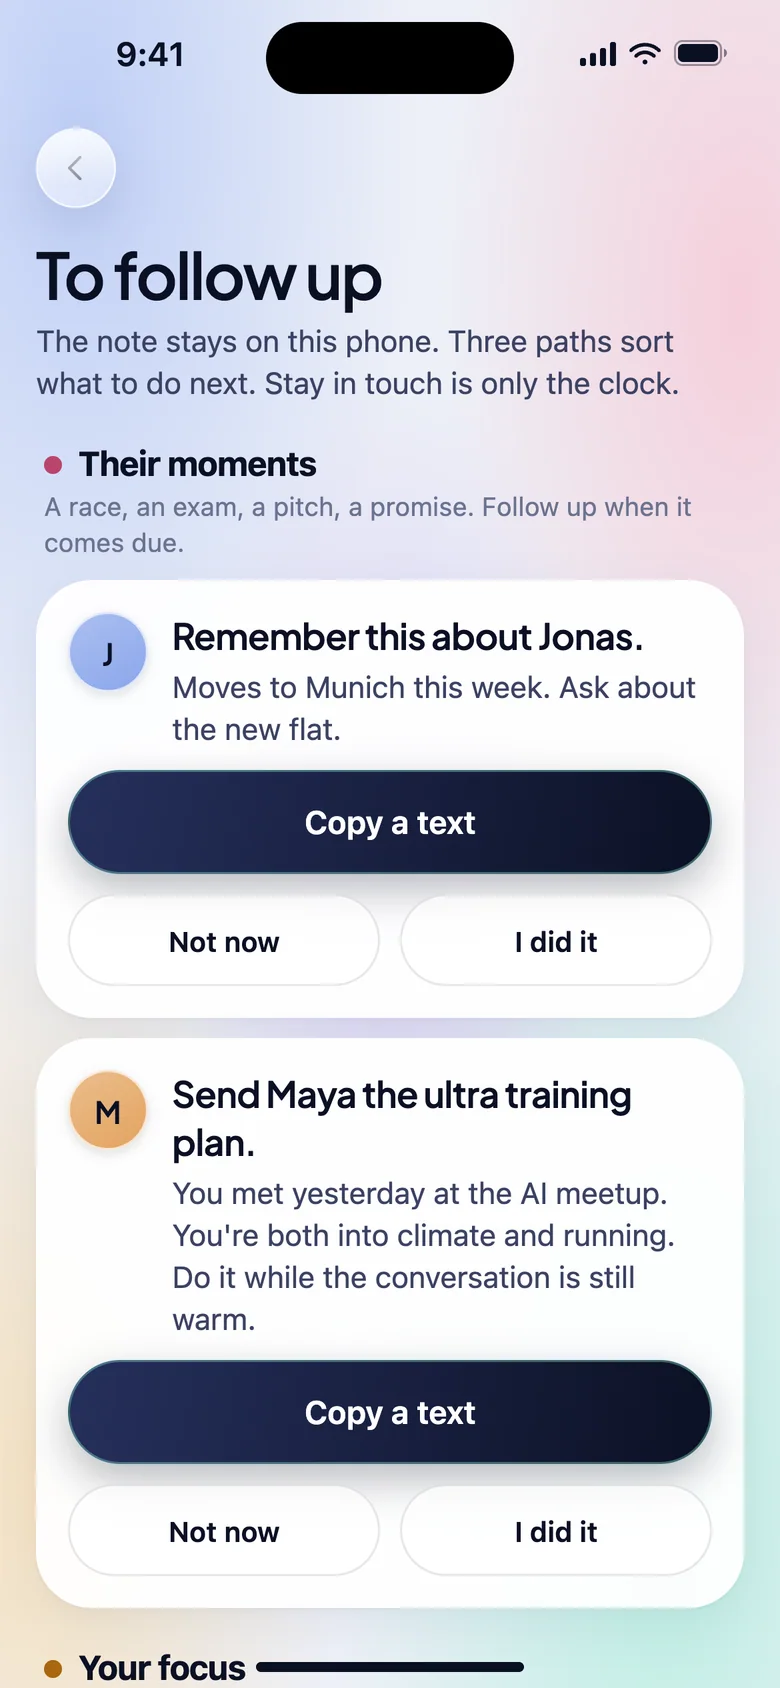 9:41
To follow up
The note stays on this phone. Three paths sort
what to do next. Stay in touch is only the clock.
Their moments
A race, an exam, a pitch, a promise. Follow up when it
comes due.
J
Remember this about Jonas.
Moves to Munich this week. Ask about
the new flat.
Copy a text
Not now
I did it
M
Send Maya the ultra training
plan.
You met yesterday at the AI meetup.
You're both into climate and running.
Do it while the conversation is still
warm.
Copy a text
Not now
I did it
Your focus